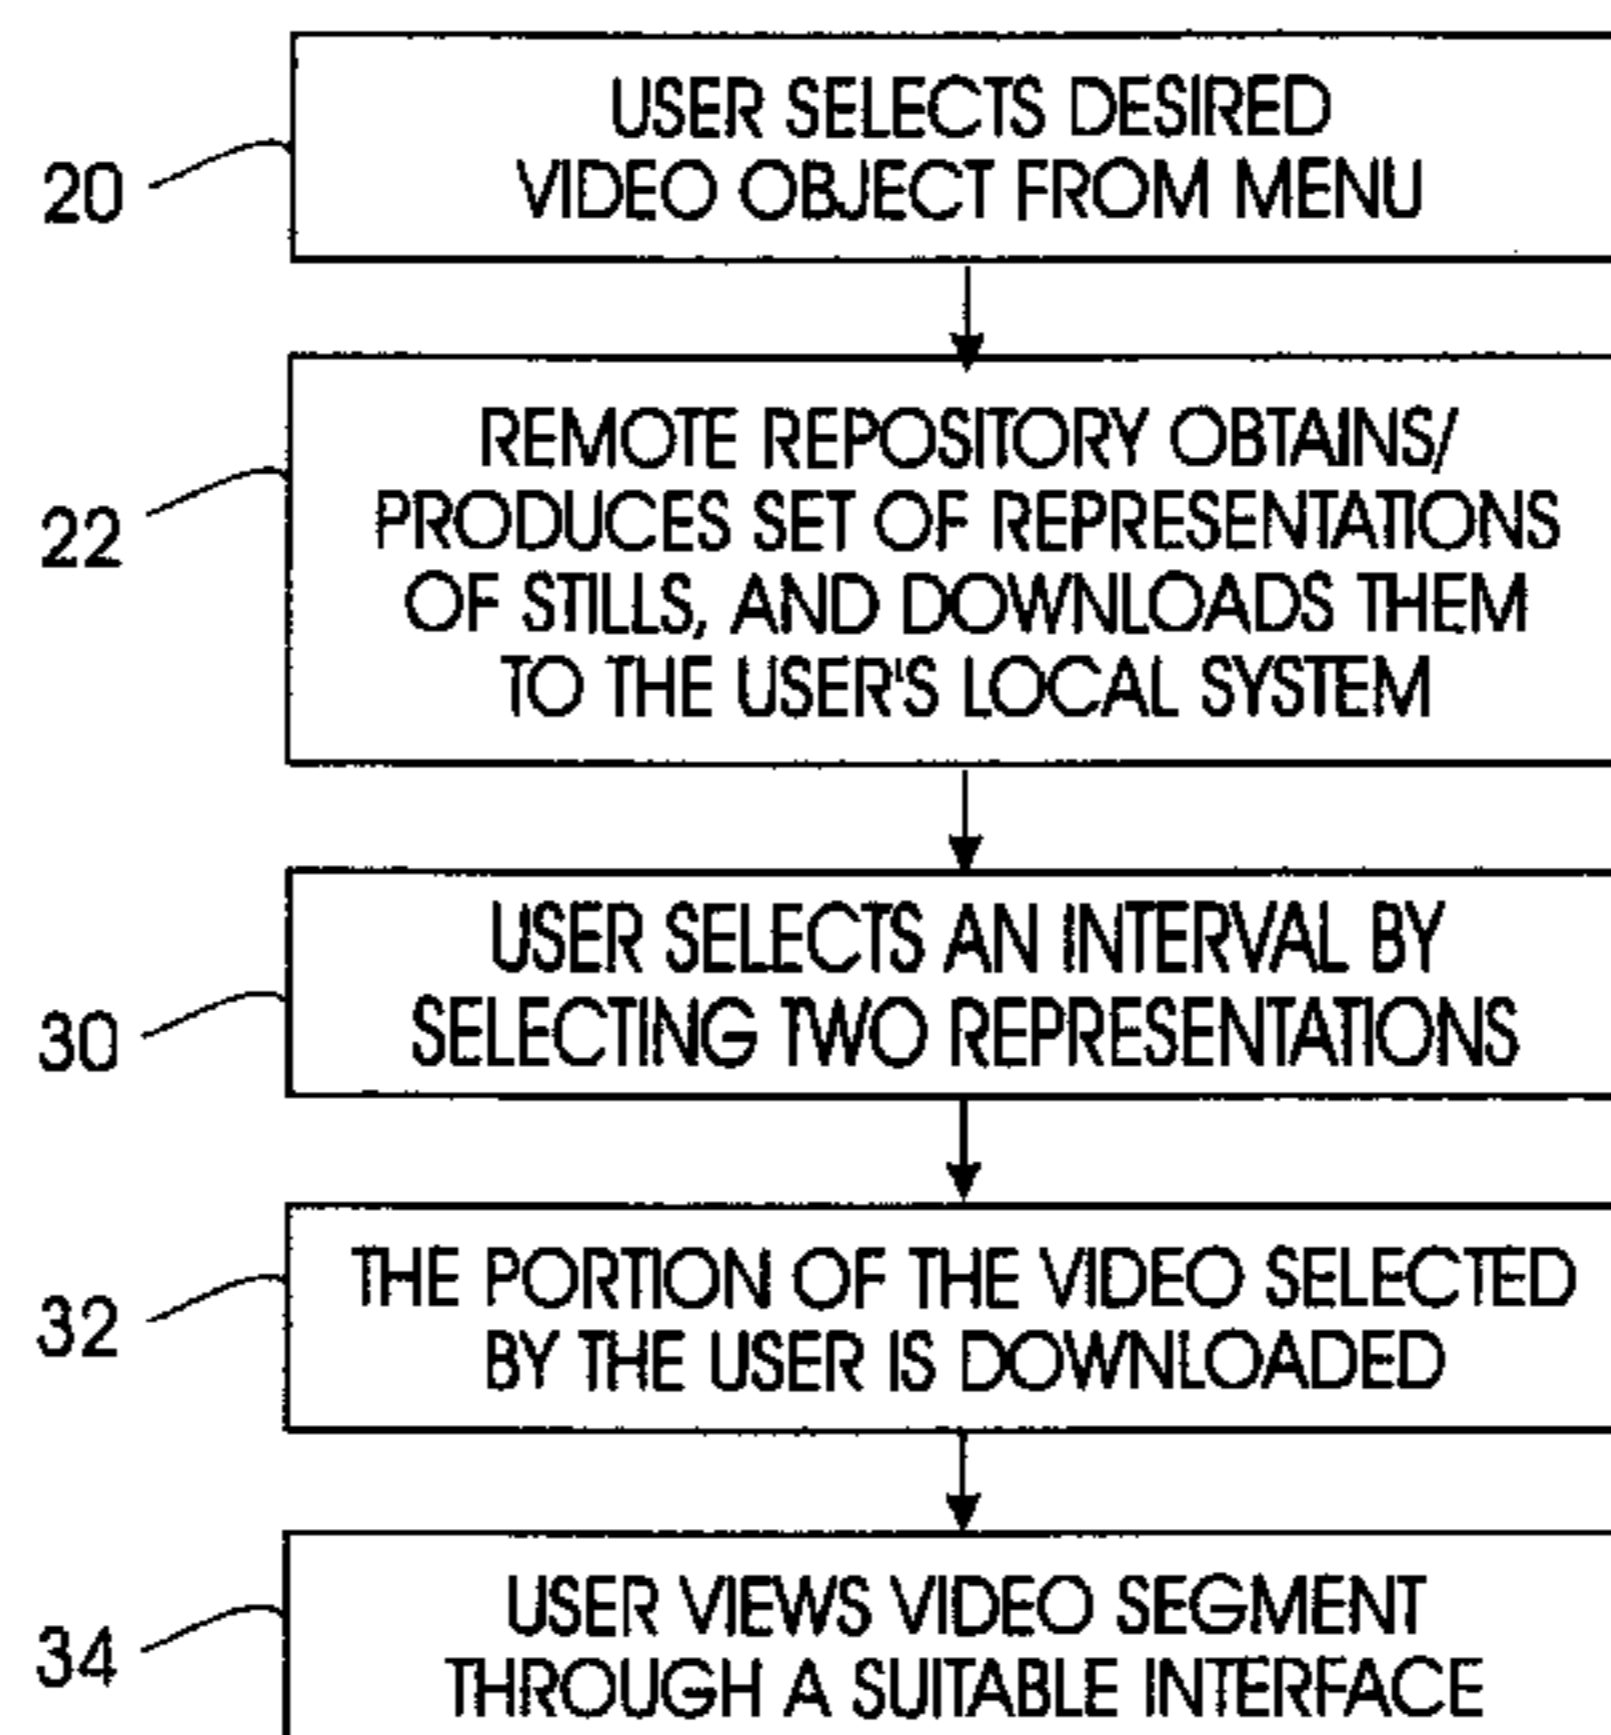 20
USER SELECTS DESIRED
VIDEO OBJECT FROM MENU
22
REMOTE REPOSITORY OBTAINS/
PRODUCES SET OF REPRESENTATIONS
OF STILLS, AND DOWNLOADS THEM
TO THE USER'S LOCAL SYSTEM
30
USER SELECTS AN INTERVAL BY
SELECTING TWO REPRESENTATIONS
32
THE PORTION OF THE VIDEO SELECTED
BY THE USER IS DOWNLOADED
34
USER VIEWS VIDEO SEGMENT
THROUGH A SUITABLE INTERFACE